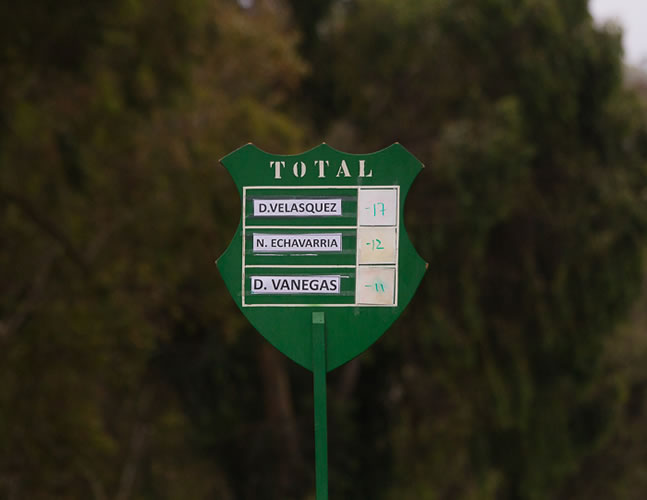 TOTAL
D.VELASQUEZ -17
N. ECHAVARRIA -12
D. VANEGAS -11